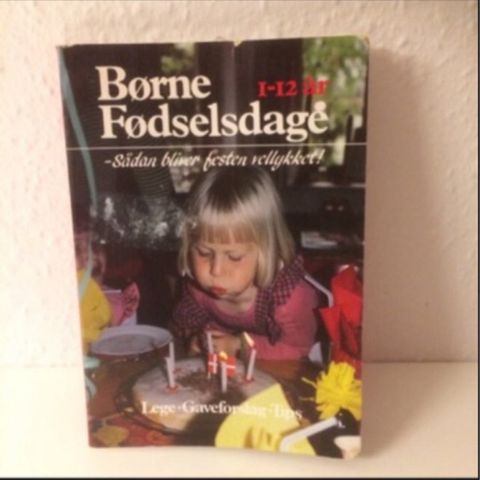 Børne 1-12 år
Fødselsdage
-Sådan bliver festen vellykket!
Lege-Gaveforslag-Tips